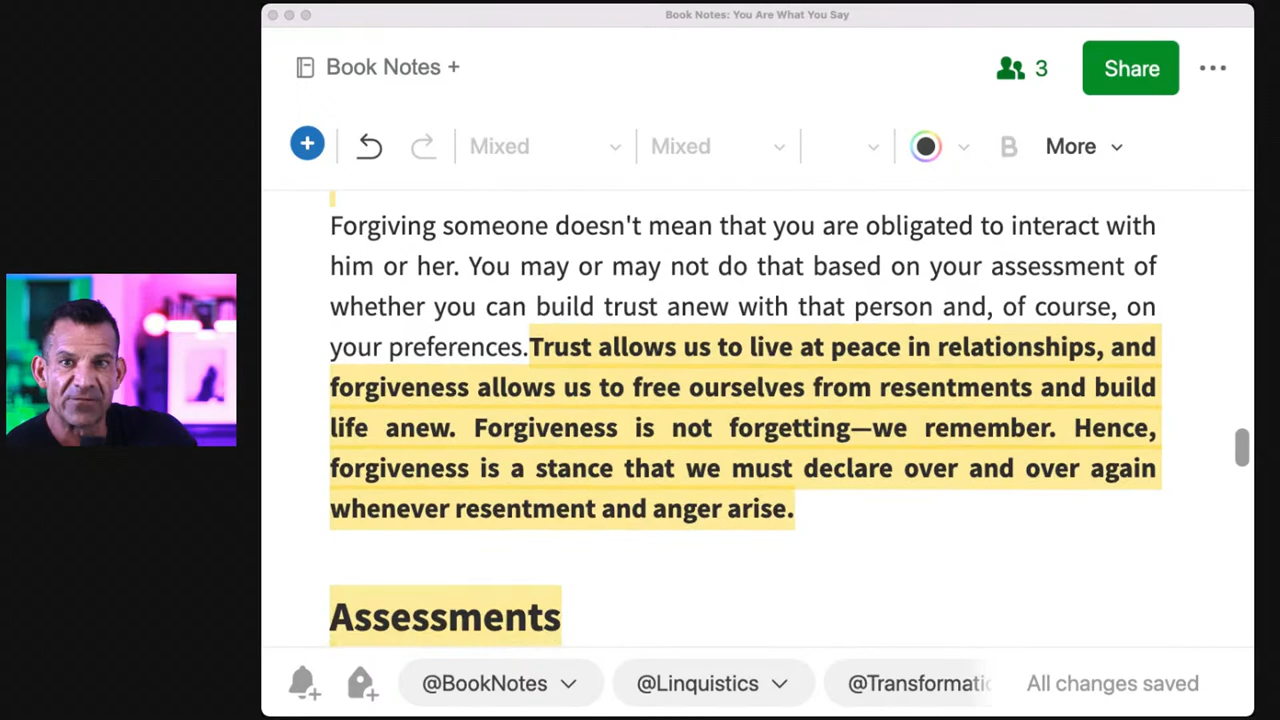 Book Notes: You Are What You Say
Book Notes +
3
Share
Mixed
Mixed
B
More
Forgiving someone doesn't mean that you are obligated to interact with
him or her. You may or may not do that based on your assessment of
whether you can build trust anew with that person and, of course, on
your preferences.Trust allows us to live at peace in relationships, and
forgiveness allows us to free ourselves from resentments and build
life anew. Forgiveness is not forgetting—we remember. Hence,
forgiveness is a stance that we must declare over and over again
whenever resentment and anger arise.
Assessments
@BookNotes
@Linquistics
@Transformatic
All changes saved